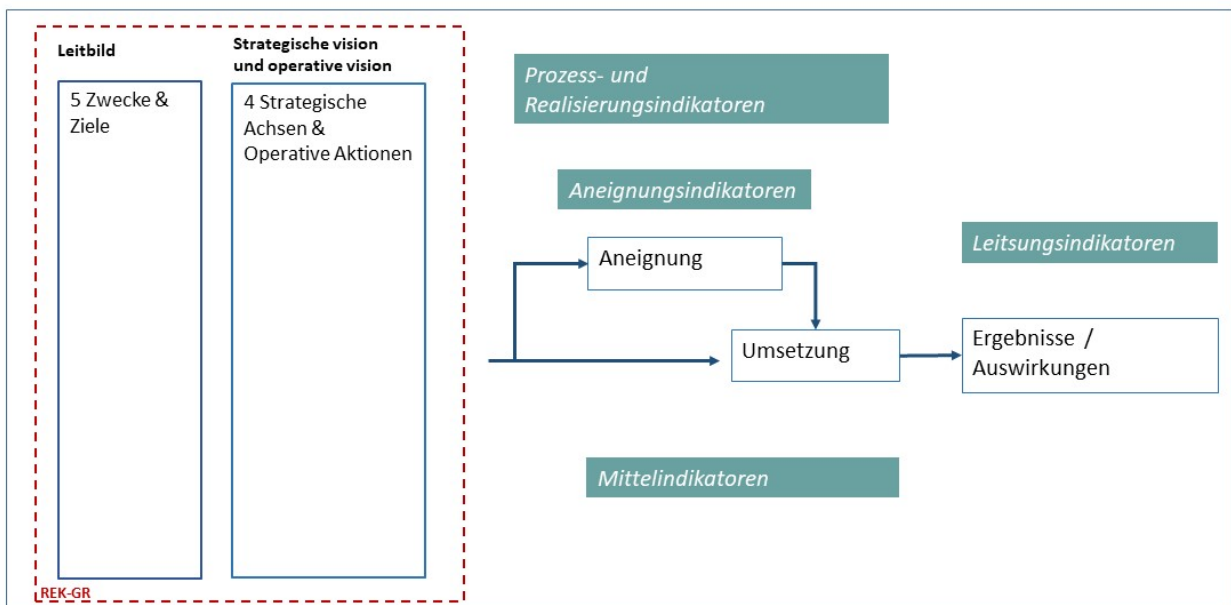 Leitbild
Strategische vision
und operative vision
5 Zwecke &
Ziele
4 Strategische
Achsen &
Operative Aktionen
Prozess- und
Realisierungsindikatoren
Aneignungsindikatoren
Leitsungsindikatoren
Aneignung
Umsetzung
Ergebnisse /
Auswirkungen
Mittelindikatoren
REK-GR